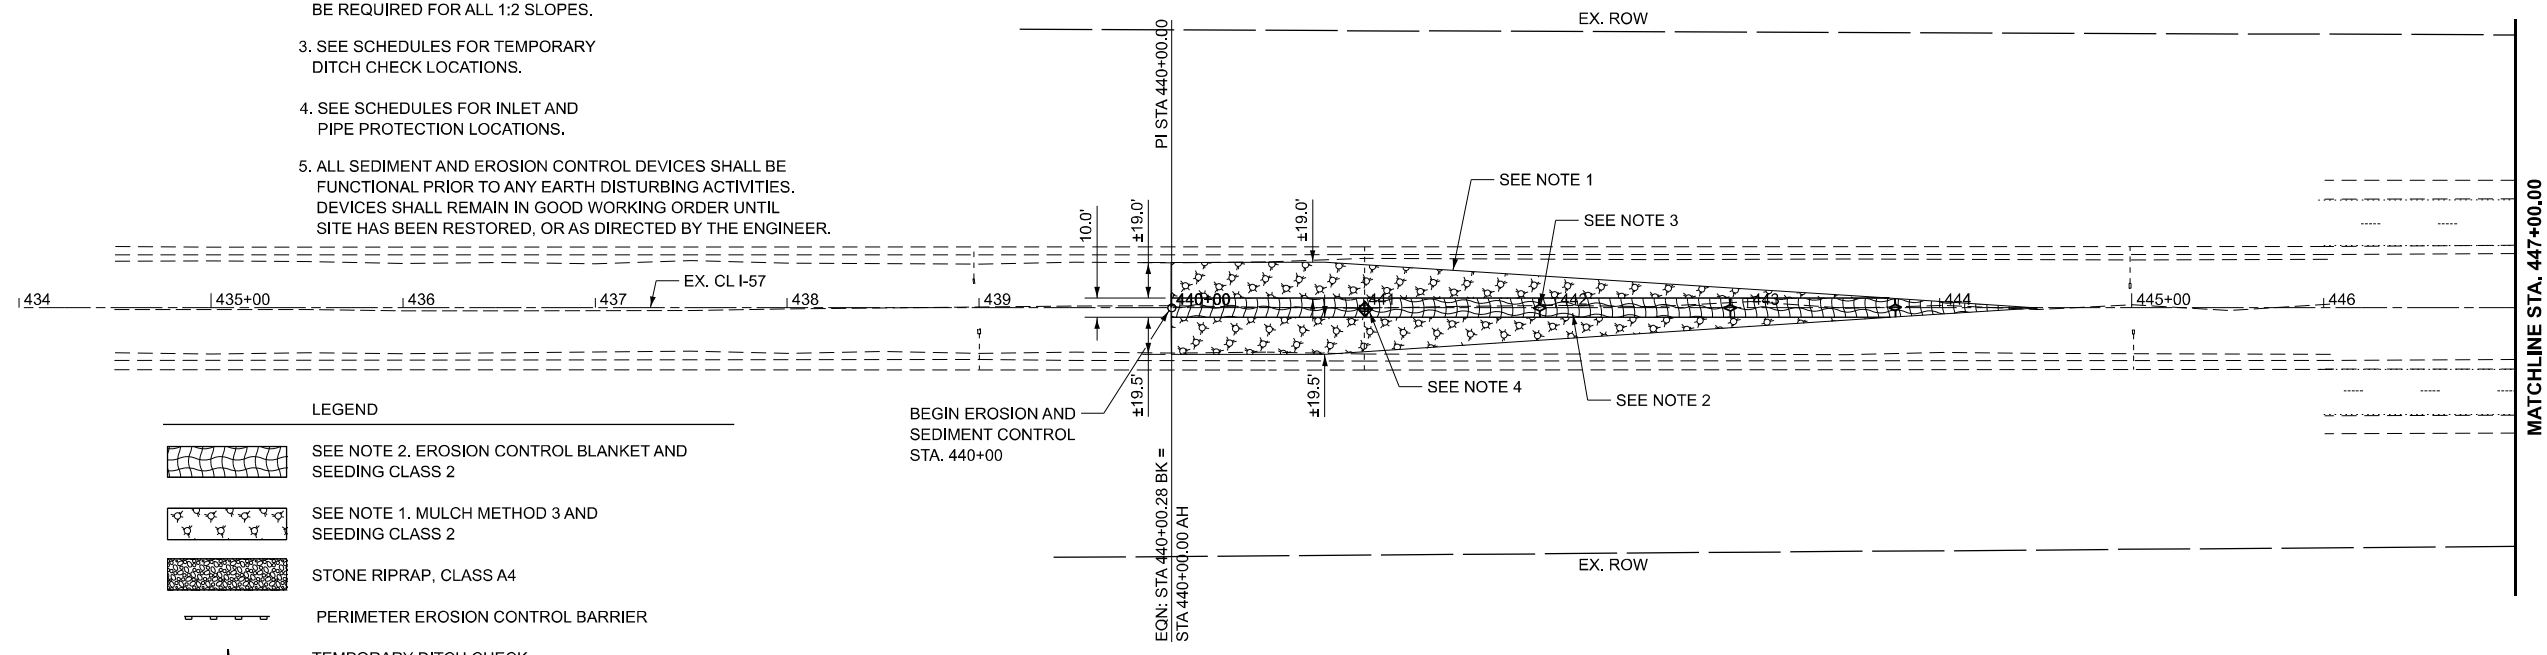 BE REQUIRED FOR ALL 1:2 SLOPES.
3. SEE SCHEDULES FOR TEMPORARY
DITCH CHECK LOCATIONS.
4. SEE SCHEDULES FOR INLET AND
PIPE PROTECTION LOCATIONS.
5. ALL SEDIMENT AND EROSION CONTROL DEVICES SHALL BE
FUNCTIONAL PRIOR TO ANY EARTH DISTURBING ACTIVITIES.
DEVICES SHALL REMAIN IN GOOD WORKING ORDER UNTIL
SITE HAS BEEN RESTORED, OR AS DIRECTED BY THE ENGINEER.
EX. ROW
PI STA 440+00.00
SEE NOTE 1
SEE NOTE 3
10.0'
±19.0'
±19.0'
EX. CL I-57
434
435+00
436
437
438
439
440+00
441
442
443
444
445+00
446
MATCHLINE STA. 447+00.00
±19.5'
±19.5'
SEE NOTE 4
SEE NOTE 2
BEGIN EROSION AND
SEDIMENT CONTROL
STA. 440+00
EQN: STA 440+00.28 BK =
STA 440+00.00 AH
EX. ROW
LEGEND
SEE NOTE 2. EROSION CONTROL BLANKET AND
SEEDING CLASS 2
SEE NOTE 1. MULCH METHOD 3 AND
SEEDING CLASS 2
STONE RIPRAP, CLASS A4
PERIMETER EROSION CONTROL BARRIER
TEMPORARY DITCH CHECK